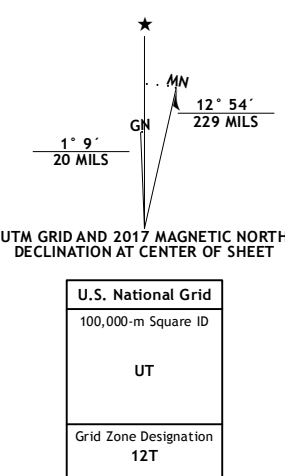 ★
MN
GN
12° 54´
229 MILS
1° 9´
20 MILS
UTM GRID AND 2017 MAGNETIC NORTH
DECLINATION AT CENTER OF SHEET
U.S. National Grid
100,000-m Square ID
UT
Grid Zone Designation
12T